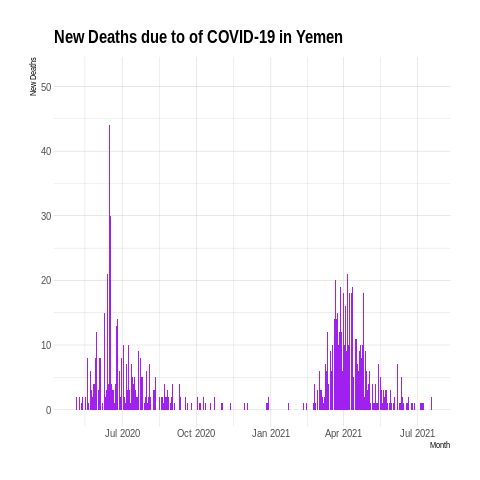 New Deaths due to of COVID-19 in Yemen
New Deaths
50
40
30
20
10
0
Jul 2020
Oct 2020
Jan 2021
Apr 2021
Jul 2021
Month